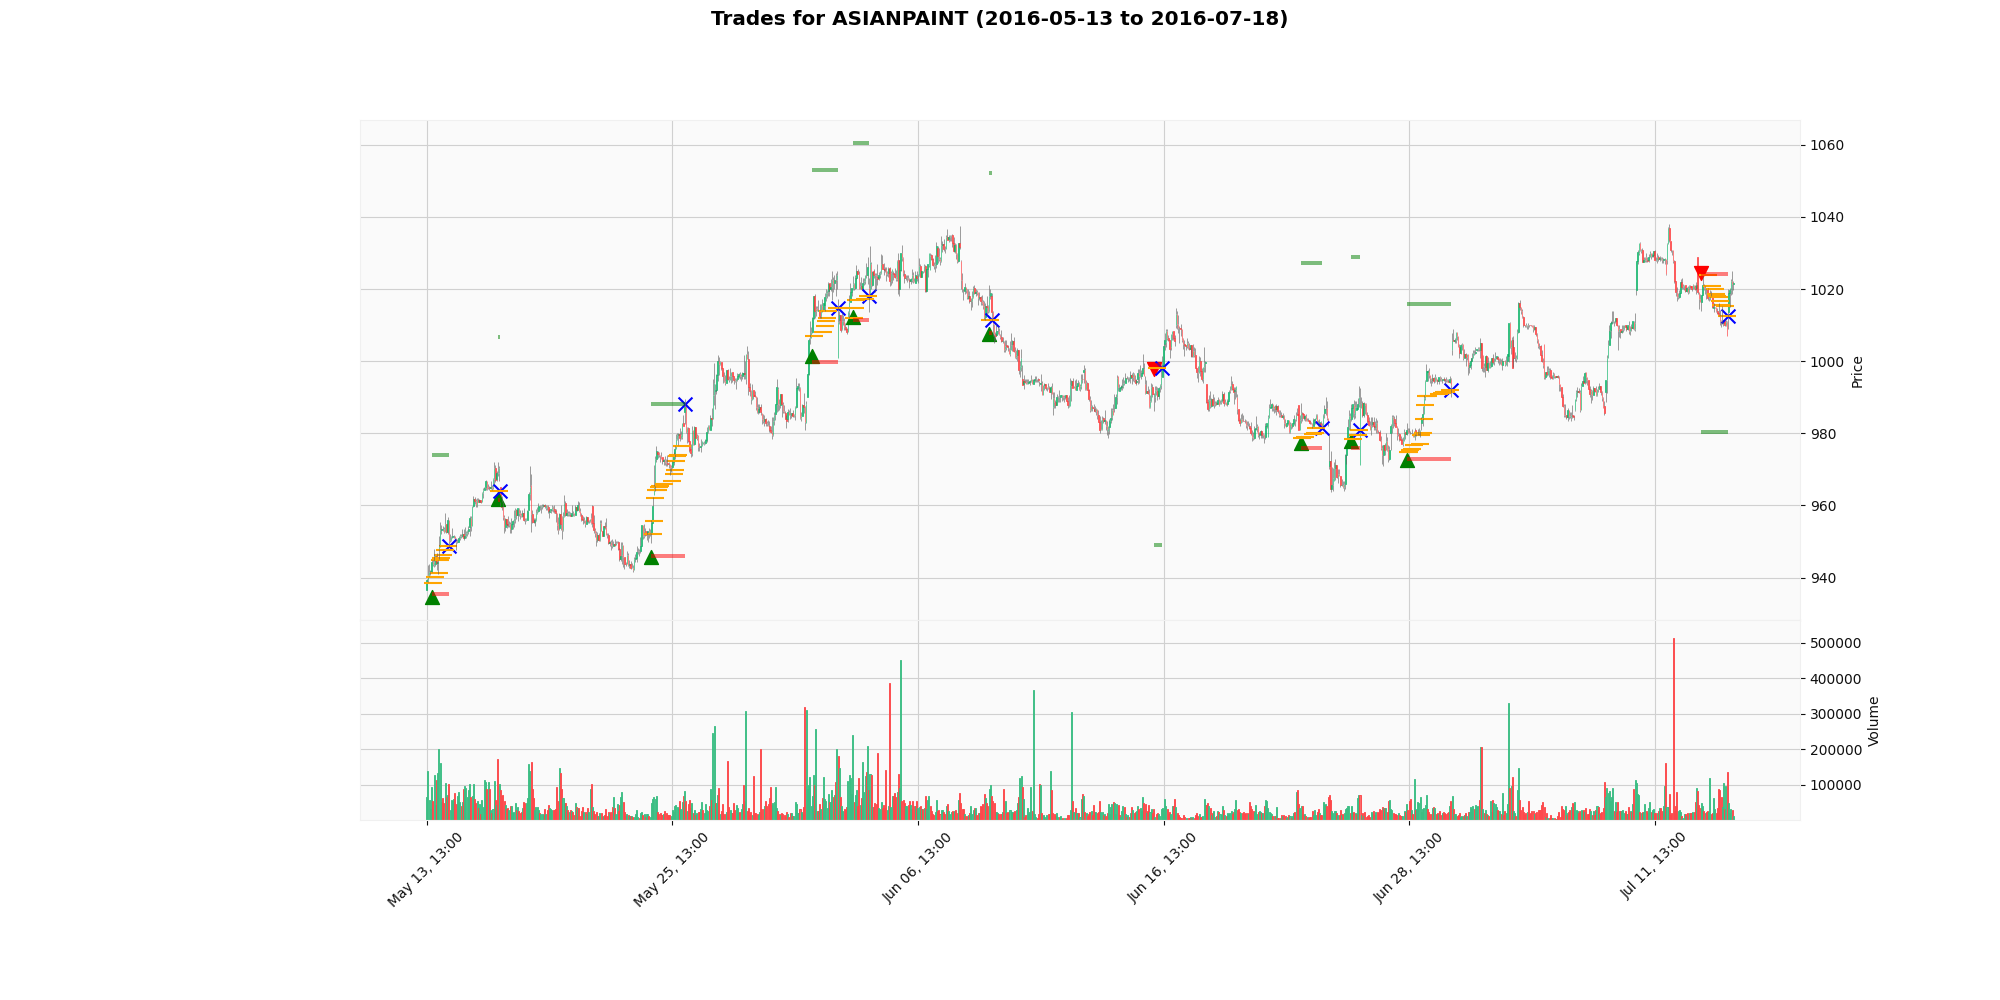 Trades for ASIANPAINT (2016-05-13 to 2016-07-18)
1060
1040
1020
1000
980
960
940
Price
500000
400000
300000
200000
100000
Volume
May 13, 13:00
May 25, 13:00
Jun 06, 13:00
Jun 16, 13:00
Jun 28, 13:00
Jul 11, 13:00